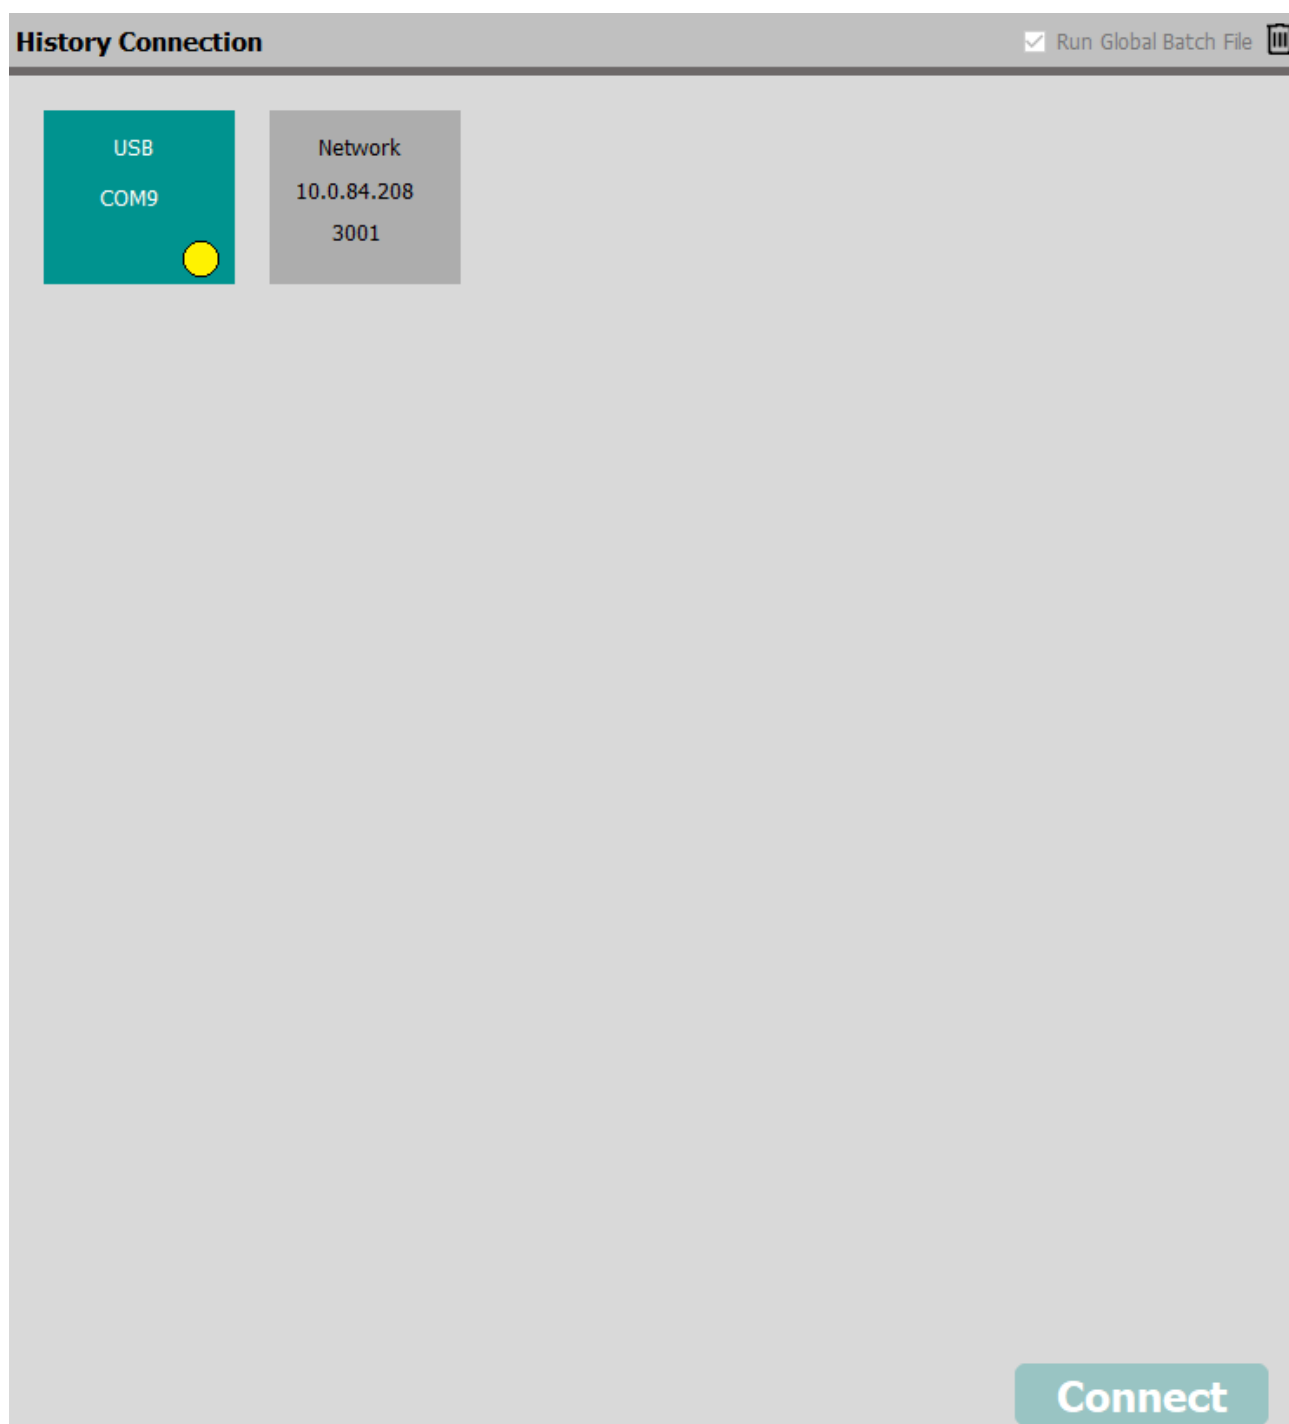 History Connection
Run Global Batch File
USB
COM9
Network
10.0.84.208
3001
Connect